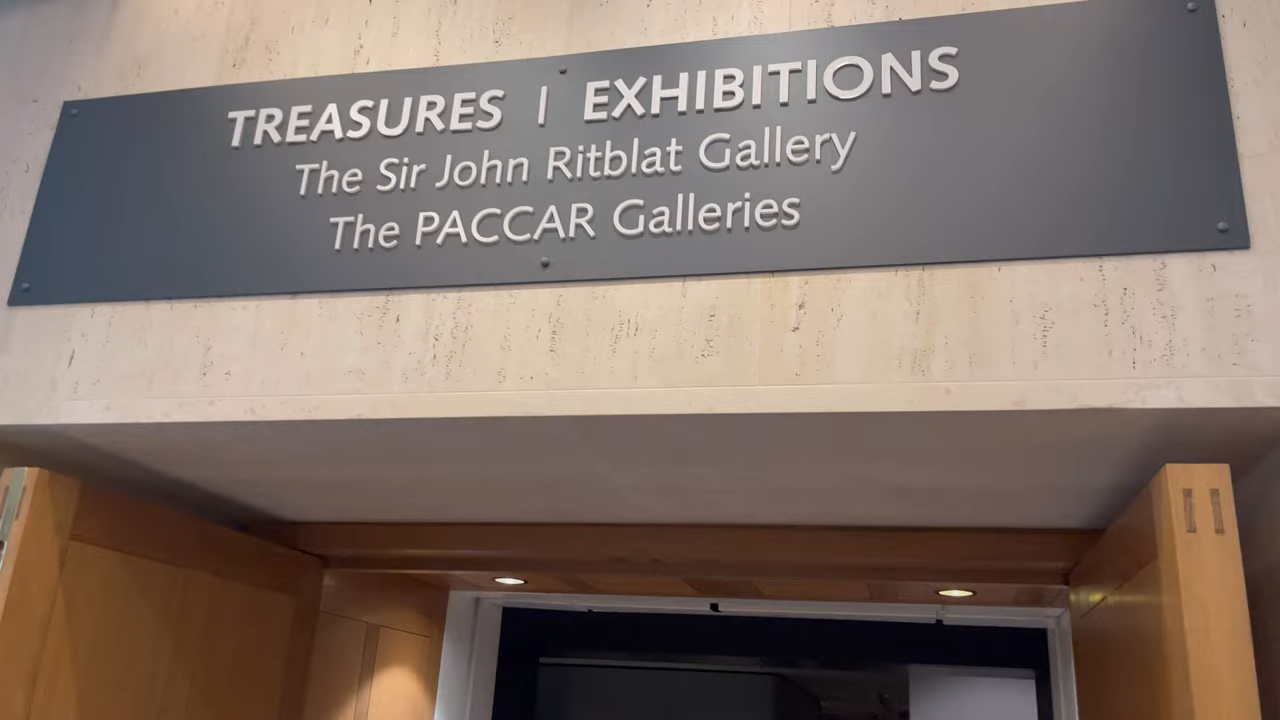 TREASURES | EXHIBITIONS
The Sir John Ritblat Gallery
The PACCAR Galleries